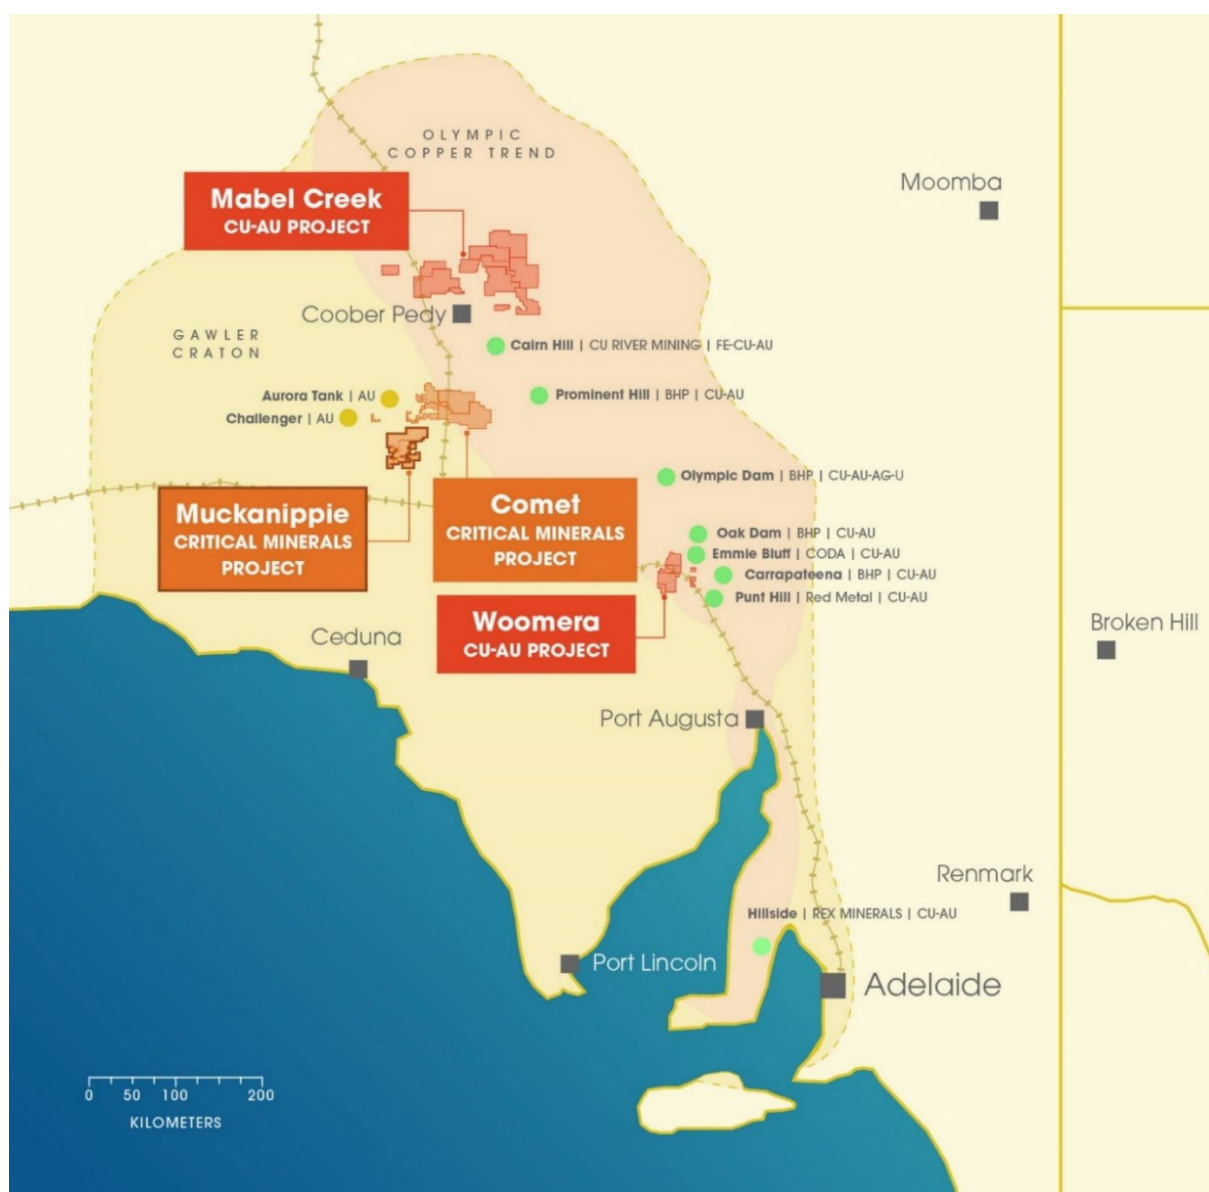 OLYMPIC
COPPER TREND
Moomba
Mabel Creek
CU-AU PROJECT
Coober Pedy
GAWLER
CRATON
Cairn Hill | CU RIVER MINING | FE-CU-AU
Aurora Tank | AU
Prominent Hill | BHP | CU-AU
Challenger | AU
Olympic Dam | BHP | CU-AU-AG-U
Muckanippie
CRITICAL MINERALS
PROJECT
Comet
CRITICAL MINERALS
PROJECT
Oak Dam | BHP | CU-AU
Emmie Bluff | CODA | CU-AU
Carrapateena | BHP | CU-AU
Punt Hill | Red Metal | CU-AU
Woomera
CU-AU PROJECT
Ceduna
Broken Hill
Port Augusta
Renmark
Hillside | REX MINERALS | CU-AU
Port Lincoln
Adelaide
0 50 100 200
KILOMETERS